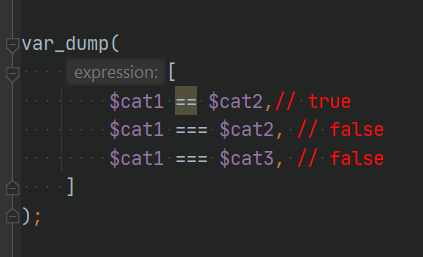 var_dump(
expression: [
$cat1 == $cat2,// true
$cat1 === $cat2, // false
$cat1 === $cat3, // false
]
);